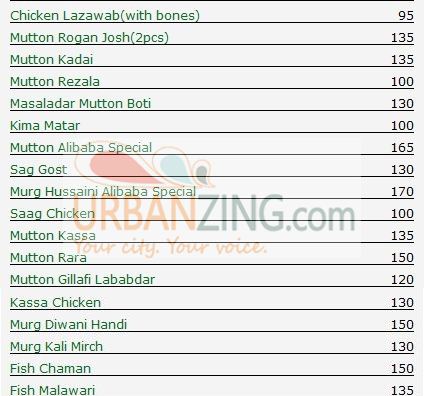 Chicken Lazawab(with bones) 95
Mutton Rogan Josh(2pcs) 135
Mutton Kadai 135
Mutton Rezala 100
Masaladar Mutton Boti 130
Kima Matar 100
Mutton Alibaba Special 165
Sag Gost 130
Murg Hussaini Alibaba Special 170
Saag Chicken 100
URBANZING.com
Mutton Kassa 135
Your city. Your voice.
Mutton Rara 150
Mutton Gillafi Lababdar 120
Kassa Chicken 130
Murg Diwani Handi 150
Murg Kali Mirch 130
Fish Chaman 150
Fish Malawari 135